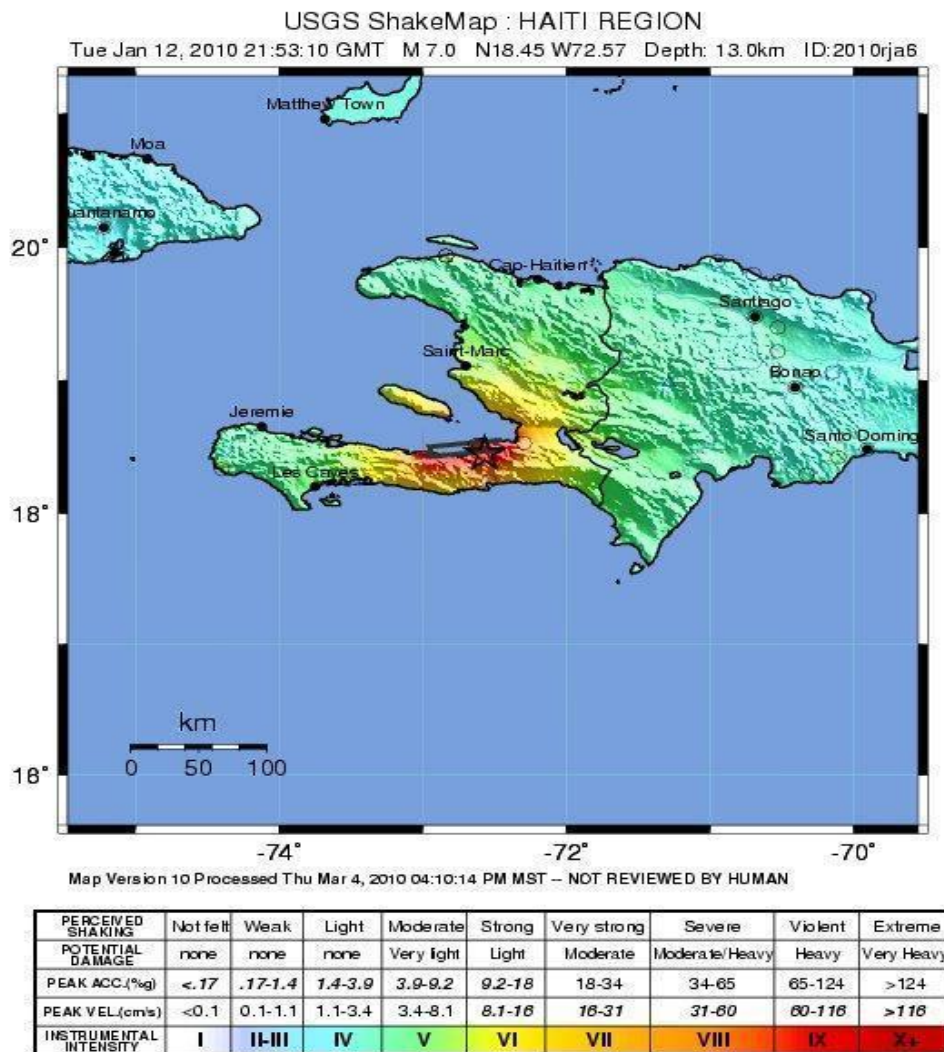 USGS ShakeMap : HAITI REGION
Tue Jan 12, 2010 21:53:10 GMT M 7.0 N18.45 W72.57 Depth: 13.0km ID:2010rja6
Matthew Town
Moa
uantanamo
20°
Cap-Haitien
Santiago
Saint-Marc
Bonao
Jeremie
Santo Doming
Les Cayes
18°
km
0 50 100
16°
-74° -72° -70°
Map Version 10 Processed Thu Mar 4, 2010 04:10:14 PM MST -- NOT REVIEWED BY HUMAN
PERCEIVED SHAKING Not felt Weak Light Moderate Strong Very strong Severe Violent Extreme
POTENTIAL DAMAGE none none none Very light Light Moderate Moderate/Heavy Heavy Very Heavy
PEAK ACC.(%g) <.17 .17-1.4 1.4-3.9 3.9-9.2 9.2-18 18-34 34-65 65-124 >124
PEAK VEL.(cm/s) <0.1 0.1-1.1 1.1-3.4 3.4-8.1 8.1-16 16-31 31-60 60-116 >116
INSTRUMENTAL INTENSITY I II-III IV V VI VII VIII IX X+